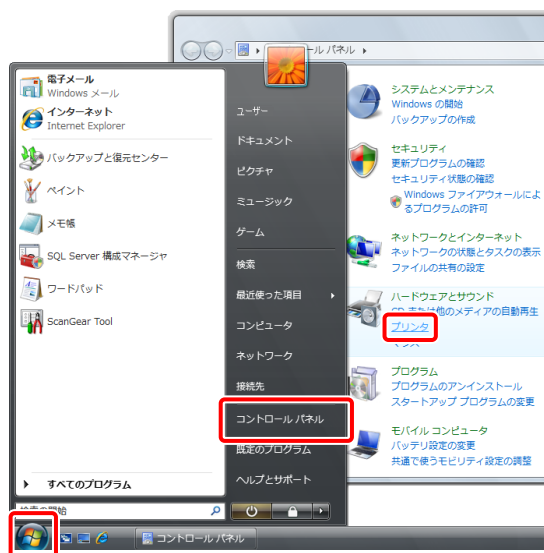 ール パネル
電子メール
Windows メール
インターネット
Internet Explorer
バックアップと復元センター
ペイント
メモ帳
SQL Server 構成マネージャ
ワードパッド
ScanGear Tool
すべてのプログラム
検索の開始
ユーザー
ドキュメント
ピクチャ
ミュージック
ゲーム
検索
最近使った項目
コンピュータ
ネットワーク
接続先
コントロール パネル
既定のプログラム
ヘルプとサポート
コントロール パネル
システムとメンテナンス
Windows の開始
バックアップの作成
セキュリティ
更新プログラムの確認
セキュリティ状態の確認
Windows ファイアウォールによ
るプログラムの許可
ネットワークとインターネット
ネットワークの状態とタスクの表示
ファイルの共有の設定
ハードウェアとサウンド
CD または他のメディアの自動再生
プリンタ
マウス
プログラム
プログラムのアンインストール
スタートアップ プログラムの変更
モバイル コンピュータ
バッテリ設定の変更
共通で使うモビリティ設定の調整